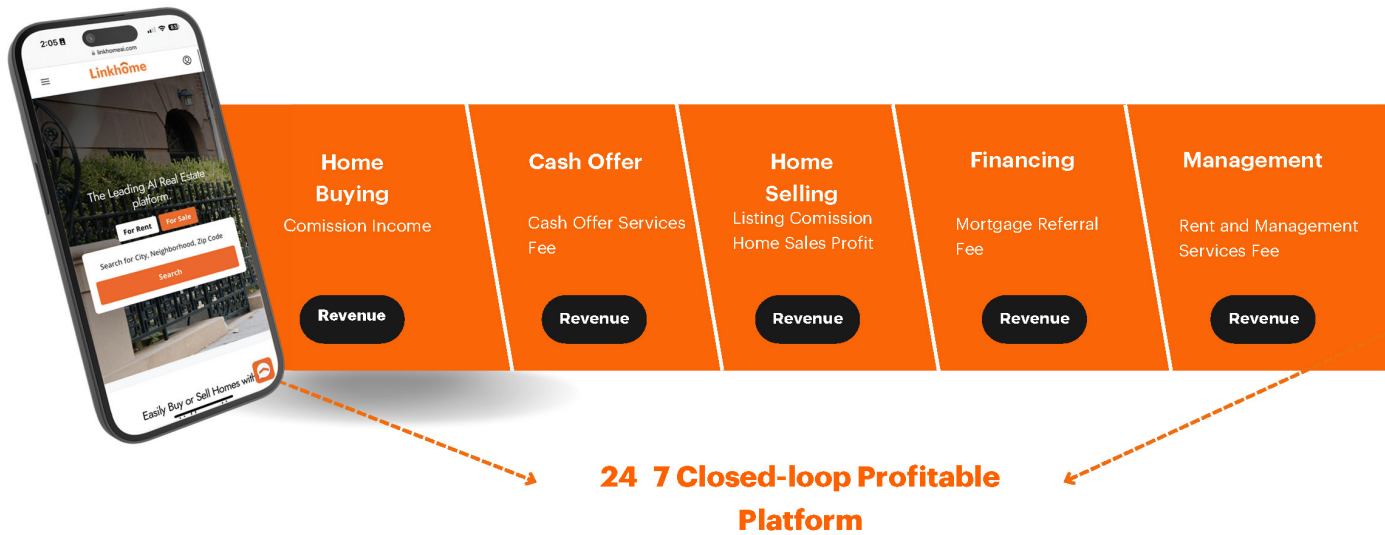 2:05
83
linkhomeai.com
Linkhome
The Leading AI Real Estate
platform.
For Rent
For Sale
Search for City, Neighborhood, Zip Code
Search
Easily Buy or Sell Homes with
Home
Buying
Comission Income
Revenue
Cash Offer
Cash Offer Services
Fee
Revenue
Home
Selling
Listing Comission
Home Sales Profit
Revenue
Financing
Mortgage Referral
Fee
Revenue
Management
Rent and Management
Services Fee
Revenue
24 7 Closed-loop Profitable
Platform